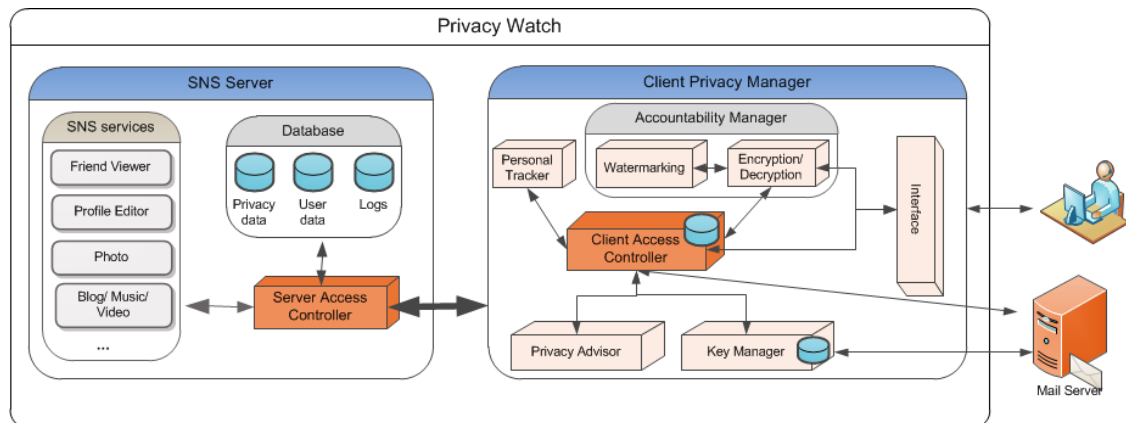 Privacy Watch
SNS Server
SNS services
Friend Viewer
Profile Editor
Photo
Blog/ Music/
Video
...
Database
Privacy
data
User
data
Logs
Server Access
Controller
Client Privacy Manager
Accountability Manager
Personal
Tracker
Watermarking
Encryption/
Decryption
Client Access
Controller
Interface
Privacy Advisor
Key Manager
Mail Server